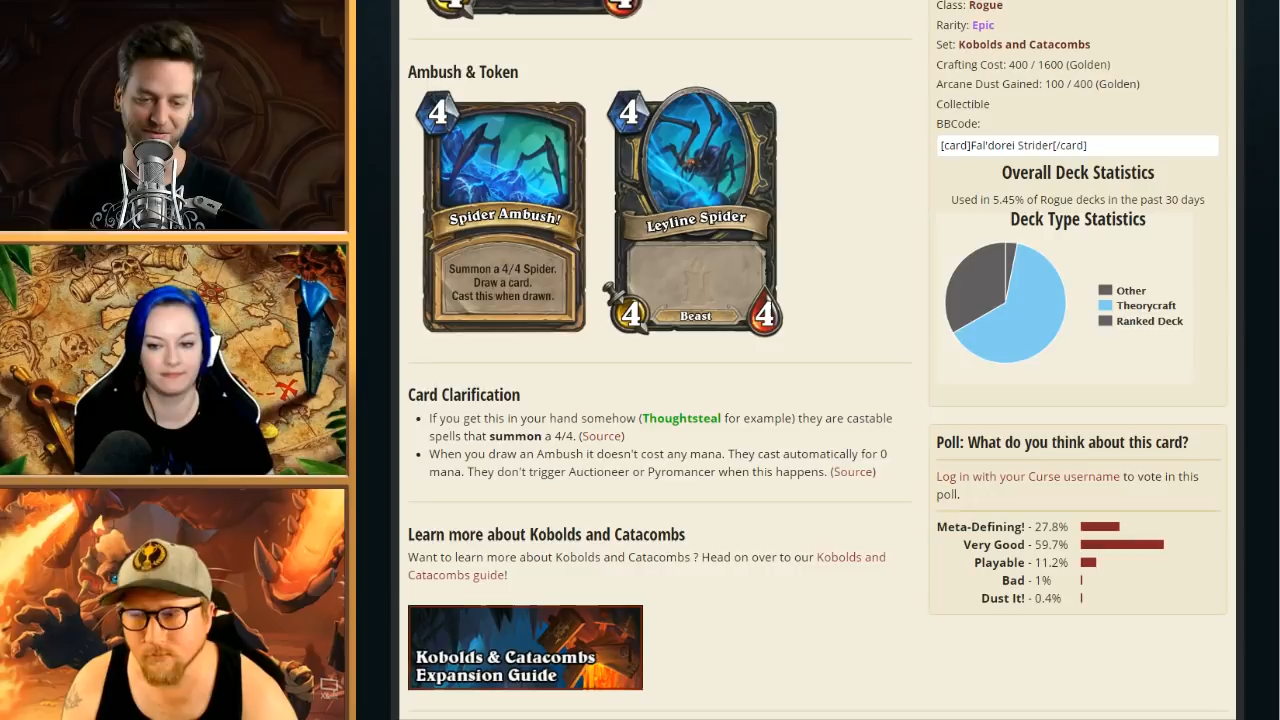 Ambush & Token
4
Spider Ambush!
Summon a 4/4 Spider.
Draw a card.
Cast this when drawn.
4
Leyline Spider
4
Beast
4
Card Clarification
If you get this in your hand somehow (Thoughtsteal for example) they are castable
spells that summon a 4/4. (Source)
When you draw an Ambush it doesn't cost any mana. They cast automatically for 0
mana. They don't trigger Auctioneer or Pyromancer when this happens. (Source)
Learn more about Kobolds and Catacombs
Want to learn more about Kobolds and Catacombs ? Head on over to our Kobolds and
Catacombs guide!
Kobolds & Catacombs
Expansion Guide
Class: Rogue
Rarity: Epic
Set: Kobolds and Catacombs
Crafting Cost: 400 / 1600 (Golden)
Arcane Dust Gained: 100 / 400 (Golden)
Collectible
BBCode:
[card]Fal'dorei Strider[/card]
Overall Deck Statistics
Used in 5.45% of Rogue decks in the past 30 days
Deck Type Statistics
Other
Theorycraft
Ranked Deck
Poll: What do you think about this card?
Log in with your Curse username to vote in this
poll.
Meta-Defining! - 27.8%
Very Good - 59.7%
Playable - 11.2%
Bad - 1%
Dust It! - 0.4%